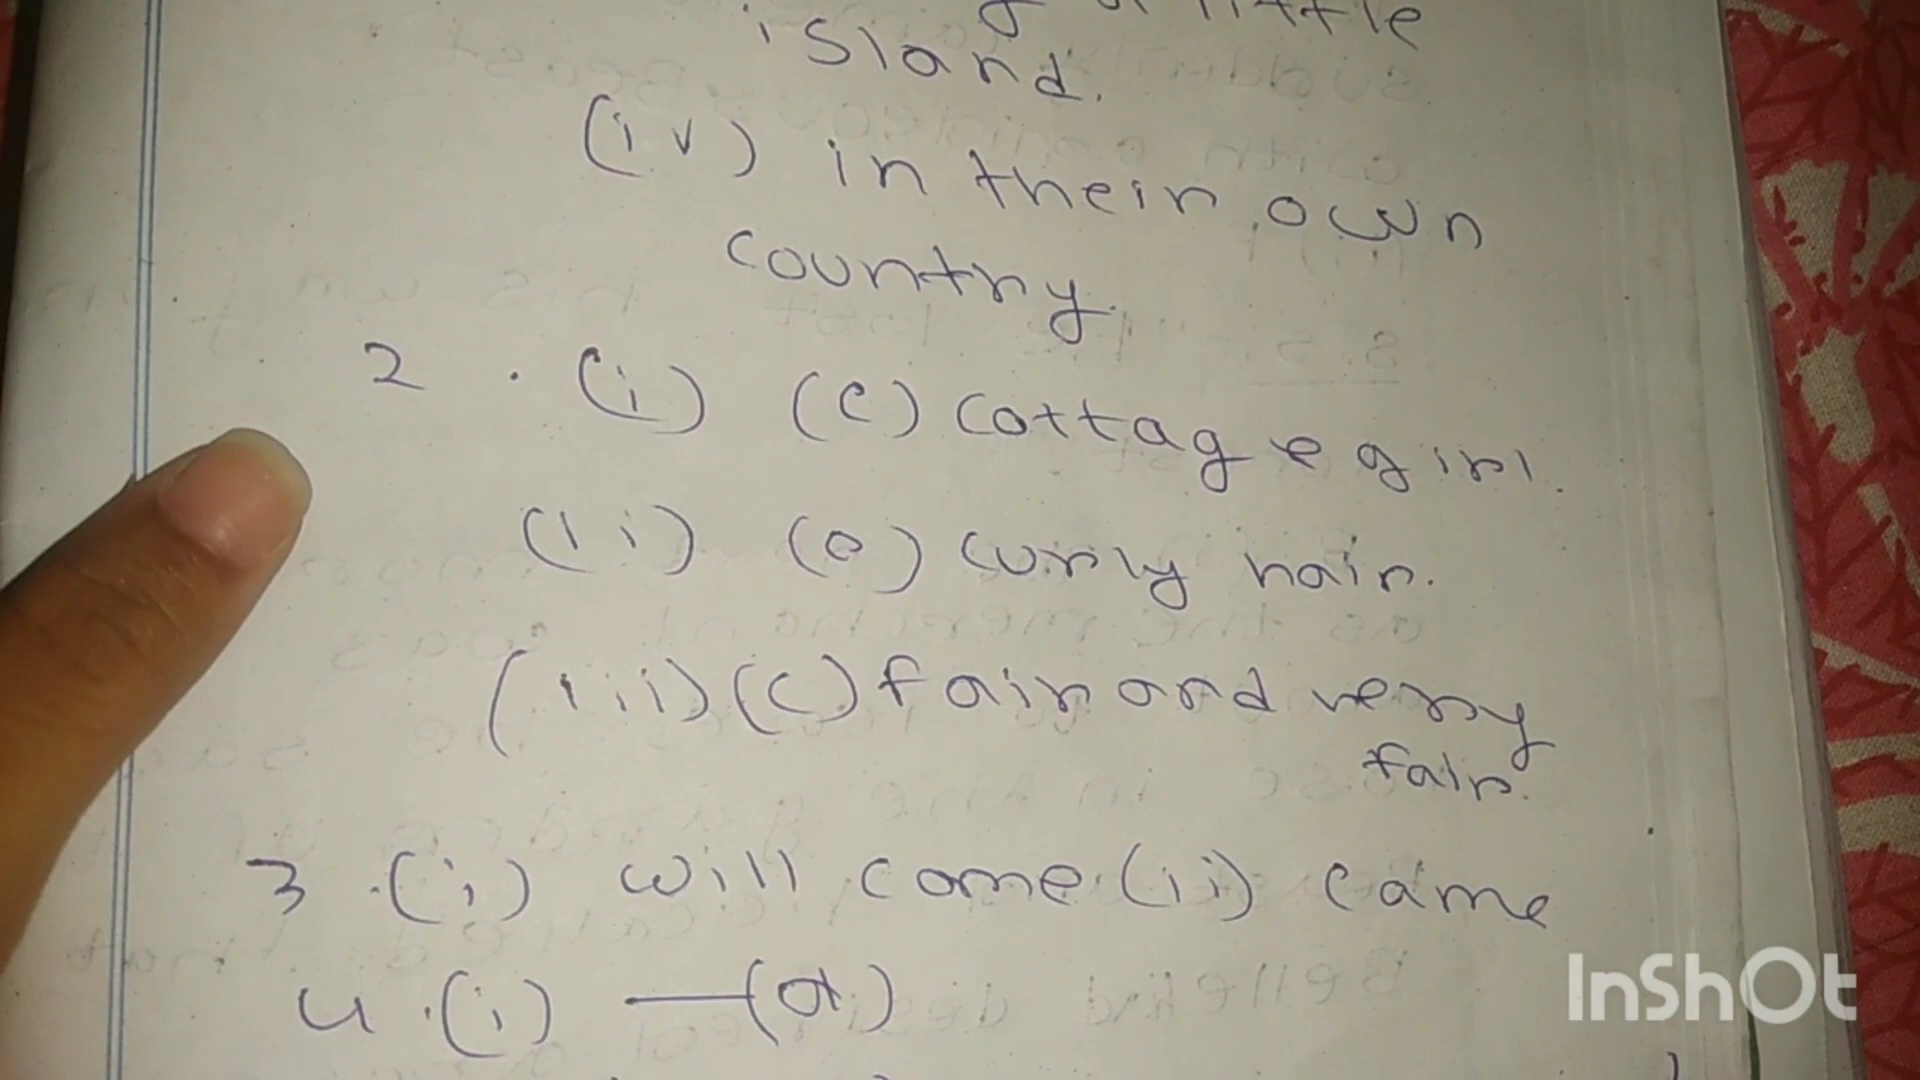 little
island.
(iv) in their own
country.
2. (i) (c) cottage girl.
(ii) (a) curly hair.
(iii) (c) fair and very
fair.
3. (i) will come (ii) came
4. (i) — (d)
InShOt